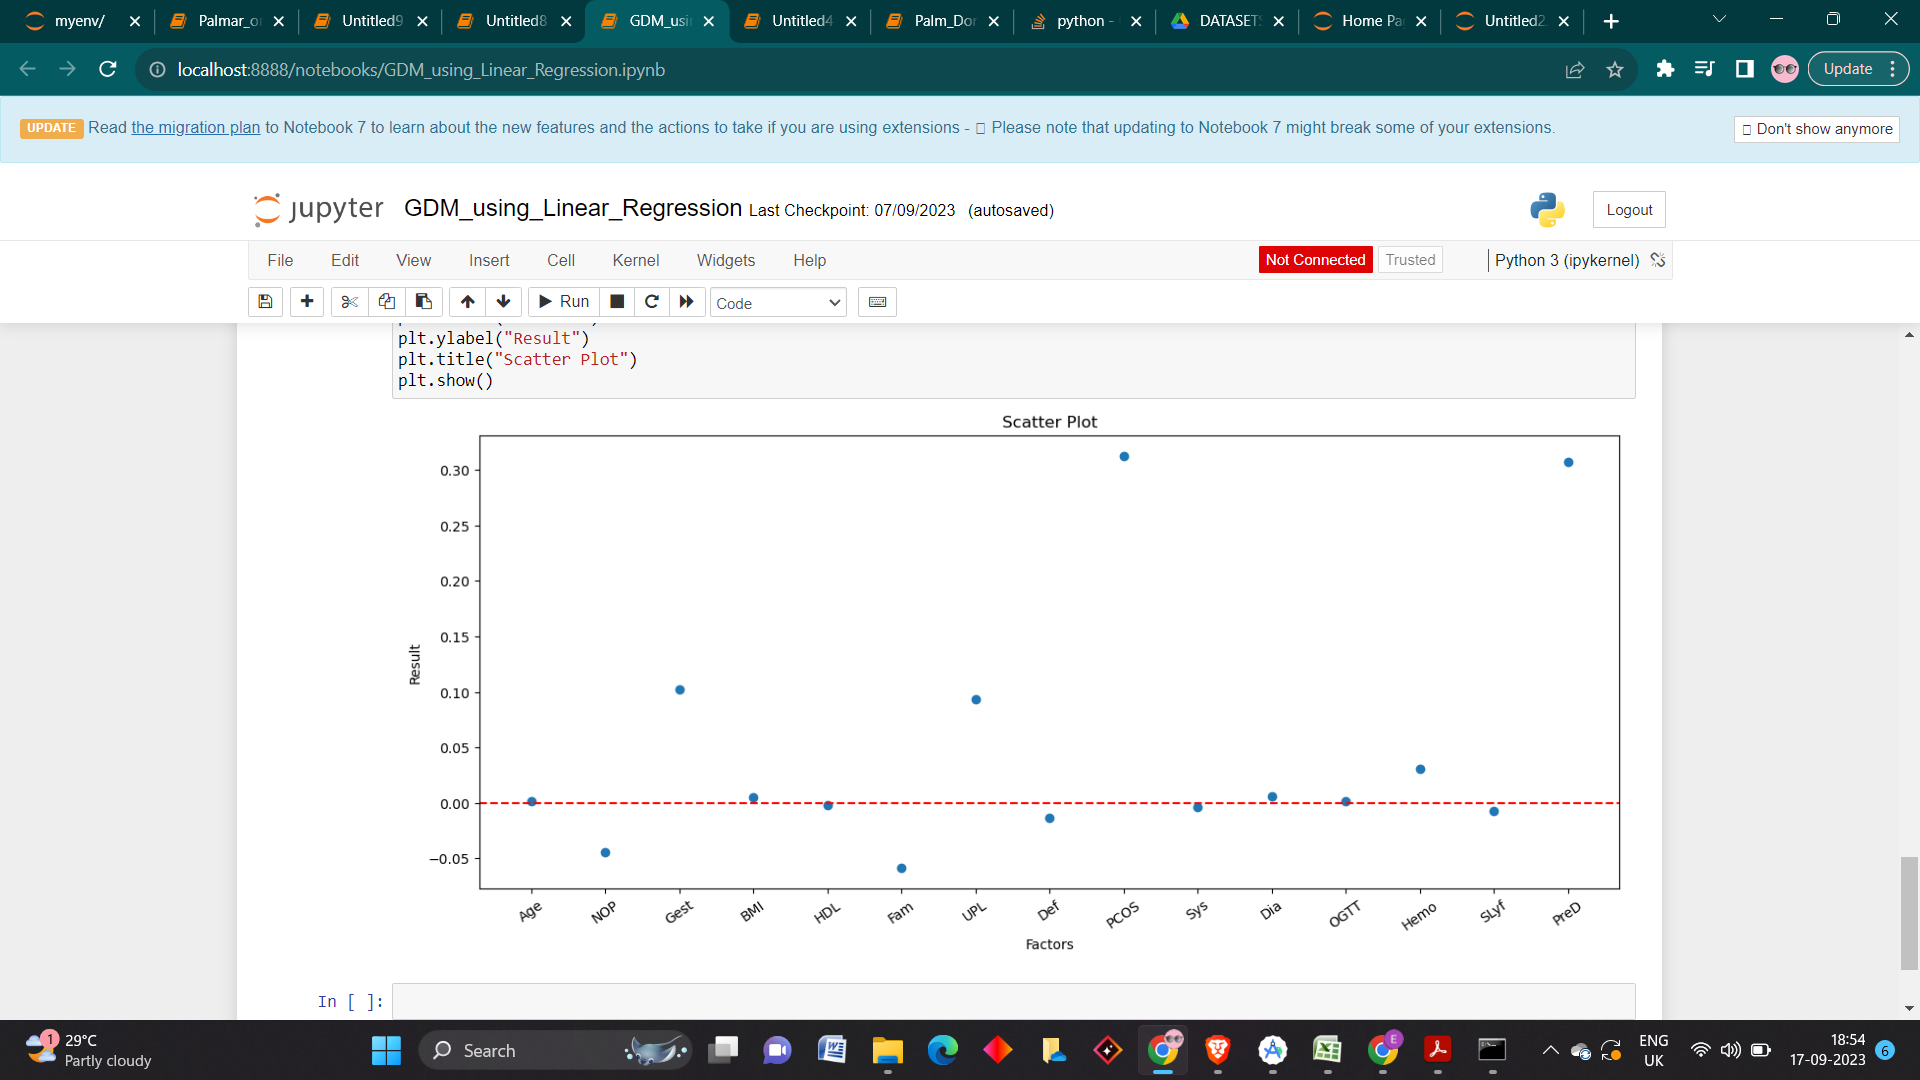 myenv/
Palmar_o
Untitled9
Untitled8
GDM_usi
Untitled4
Palm_Dor
python -
DATASETS
Home Pa
Untitled2
localhost:8888/notebooks/GDM_using_Linear_Regression.ipynb
Update
UPDATE Read the migration plan to Notebook 7 to learn about the new features and the actions to take if you are using extensions - Please note that updating to Notebook 7 might break some of your extensions.
Don't show anymore
jupyter GDM_using_Linear_Regression Last Checkpoint: 07/09/2023 (autosaved)
Logout
File Edit View Insert Cell Kernel Widgets Help
Not Connected Trusted Python 3 (ipykernel)
Run Code
plt.ylabel("Result")
plt.title("Scatter Plot")
plt.show()
Scatter Plot
0.30
0.25
0.20
0.15
0.10
0.05
0.00
−0.05
Result
Age NOP Gest BMI HDL Fam UPL Def PCOS Sys Dia OGTT Hemo SLyf PreD
Factors
In [ ]:
1
29°C
Partly cloudy
Search
E
ENG
UK
18:54
17-09-2023
6